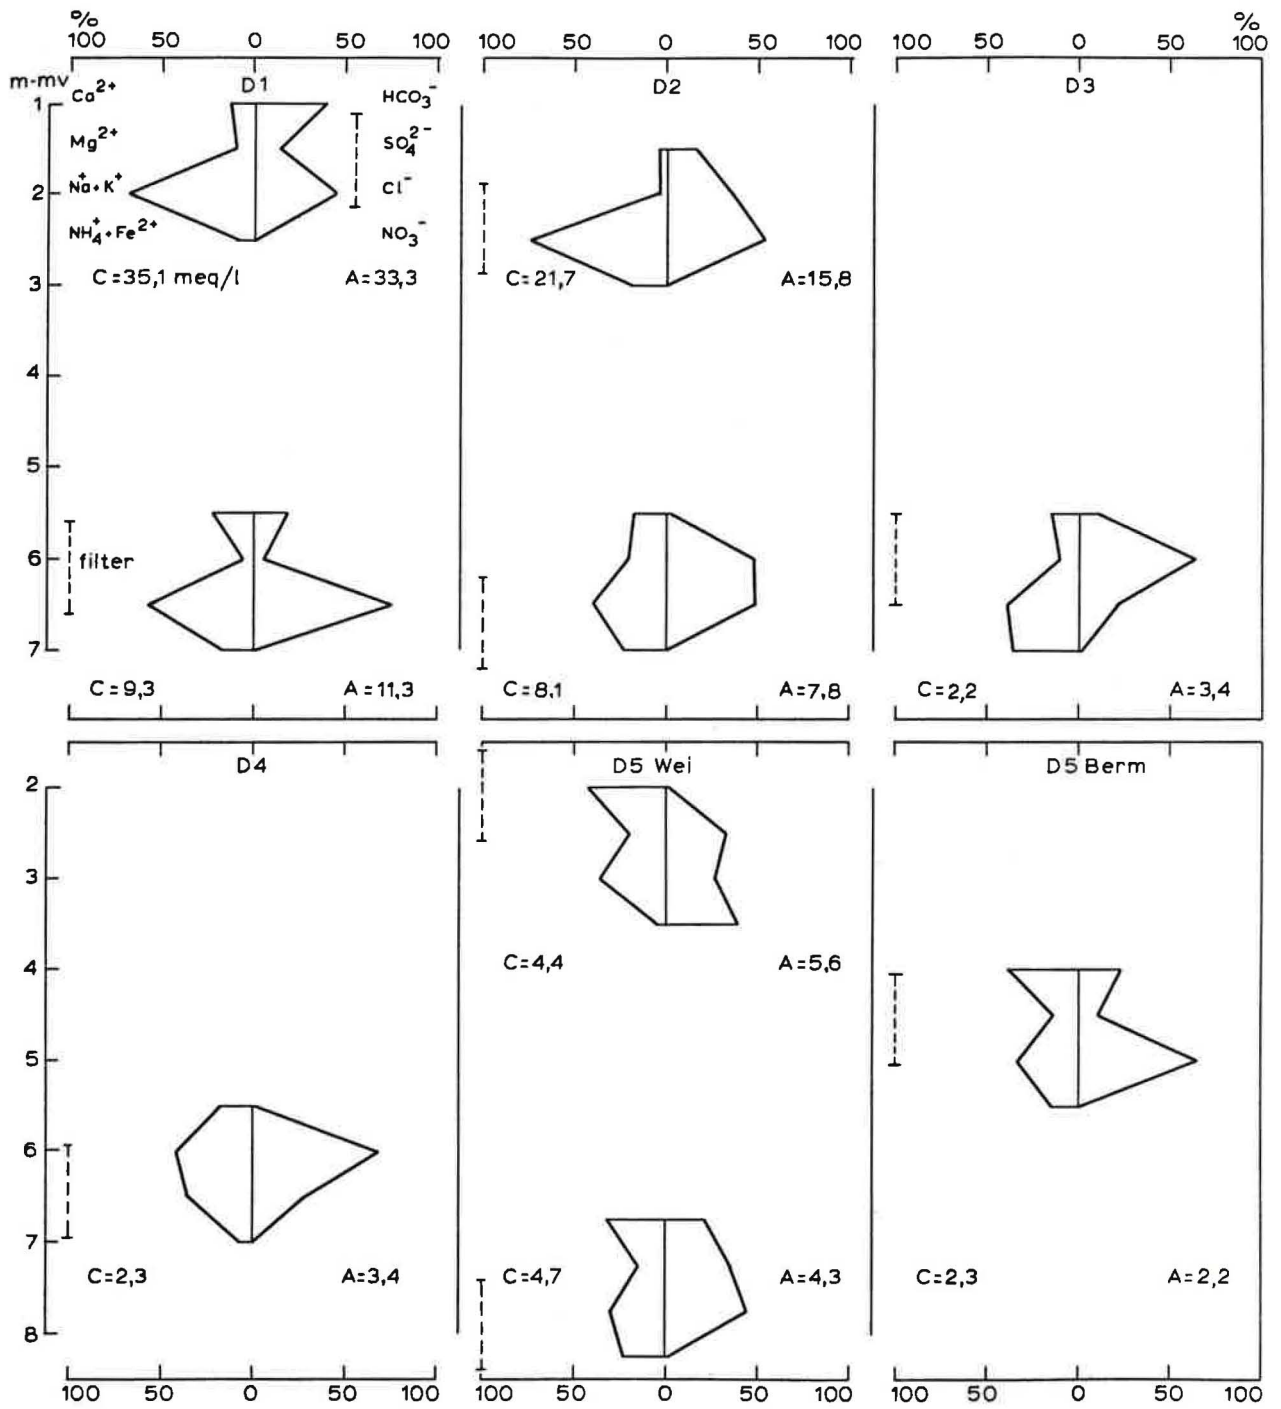 % %
100 50 0 50 100 100 50 0 50 100 100 50 0 50 100
m-mv D1 D2 D3
1 Ca²⁺ HCO₃⁻
Mg²⁺ SO₄²⁻
2 Na⁺+K⁺ Cl⁻
NH₄⁺+Fe²⁺ NO₃⁻
C=35,1 meq/l A=33,3 C=21,7 A=15,8
3
4
5
6 filter
7
C=9,3 A=11,3 C=8,1 A=7,8 C=2,2 A=3,4
D4 D5 Wei D5 Berm
2
3
C=4,4 A=5,6
4
5
6
7
C=2,3 A=3,4 C=4,7 A=4,3 C=2,3 A=2,2
8
100 50 0 50 100 100 50 0 50 100 100 50 0 50 100